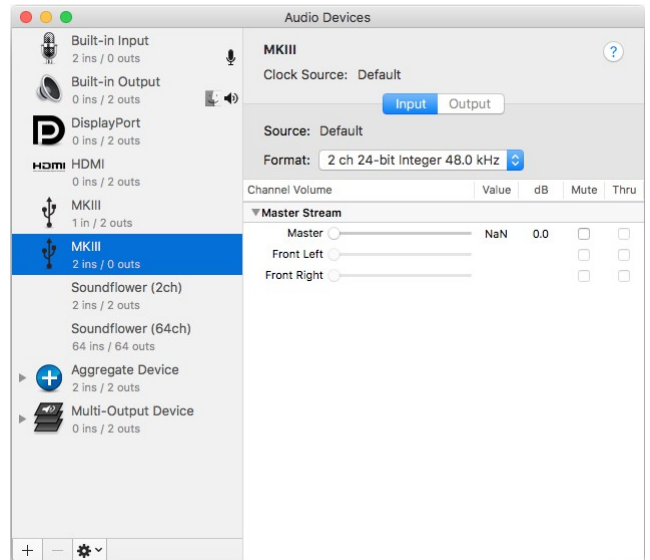 Audio Devices
Built-in Input
2 ins / 0 outs
Built-in Output
0 ins / 2 outs
DisplayPort
0 ins / 2 outs
HDMI HDMI
0 ins / 2 outs
MKIII
1 in / 2 outs
MKIII
2 ins / 0 outs
Soundflower (2ch)
2 ins / 2 outs
Soundflower (64ch)
64 ins / 64 outs
Aggregate Device
2 ins / 2 outs
Multi-Output Device
0 ins / 2 outs
MKIII ?
Clock Source: Default
Input Output
Source: Default
Format: 2 ch 24-bit Integer 48.0 kHz
Channel Volume Value dB Mute Thru
Master Stream
Master NaN 0.0
Front Left
Front Right